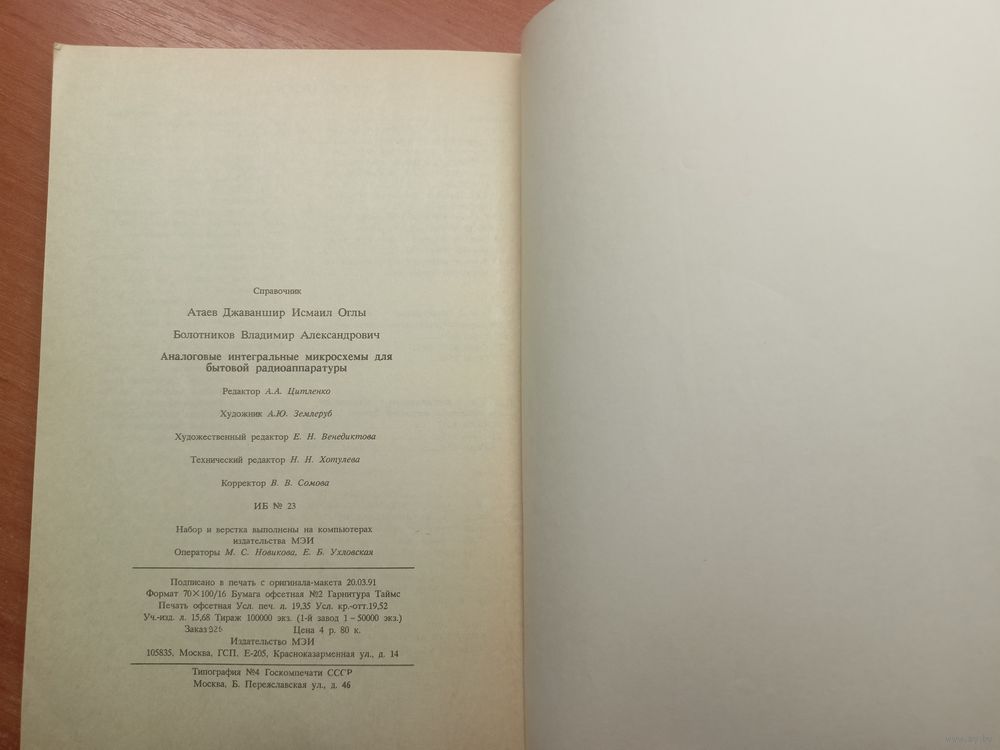 Справочник
Атаев Джаваншир Исмаил Оглы
Болотников Владимир Александрович
Аналоговые интегральные микросхемы для
бытовой радиоаппаратуры
Редактор А.А. Цитленко
Художник А.Ю. Землеруб
Художественный редактор Е. Н. Венедиктова
Технический редактор Н. Н. Хотулева
Корректор В. В. Сомова
ИБ № 23
Набор и верстка выполнены на компьютерах
издательства МЭИ
Операторы М. С. Новикова, Е. Б. Ухловская
Подписано в печать с оригинала-макета 20.03.91
Формат 70×100/16 Бумага офсетная №2 Гарнитура Таймс
Печать офсетная Усл. печ. л. 19,35 Усл. кр.-отт.19,52
Уч.-изд. л. 15,68 Тираж 100000 экз. (1-й завод 1–50000 экз.)
Заказ 926 Цена 4 р. 80 к.
Издательство МЭИ
105835, Москва, ГСП, Е-205, Красноказарменная ул., д. 14
Типография №4 Госкомпечати СССР
Москва, Б. Переяславская ул., д. 46